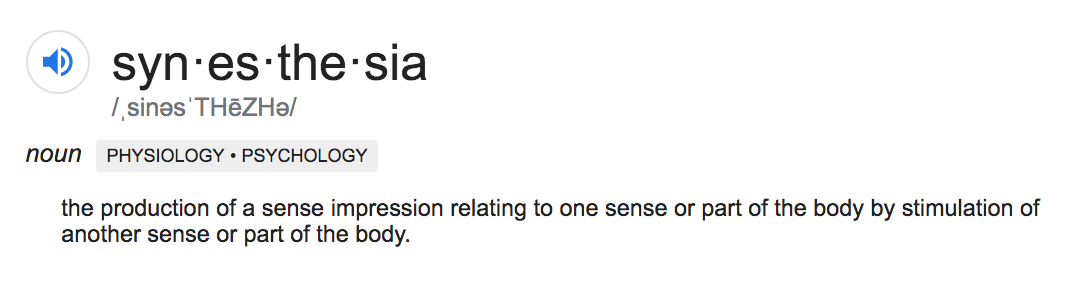 syn·es·the·sia
/ˌsinəsˈTHēZHə/
noun PHYSIOLOGY • PSYCHOLOGY
the production of a sense impression relating to one sense or part of the body by stimulation of
another sense or part of the body.